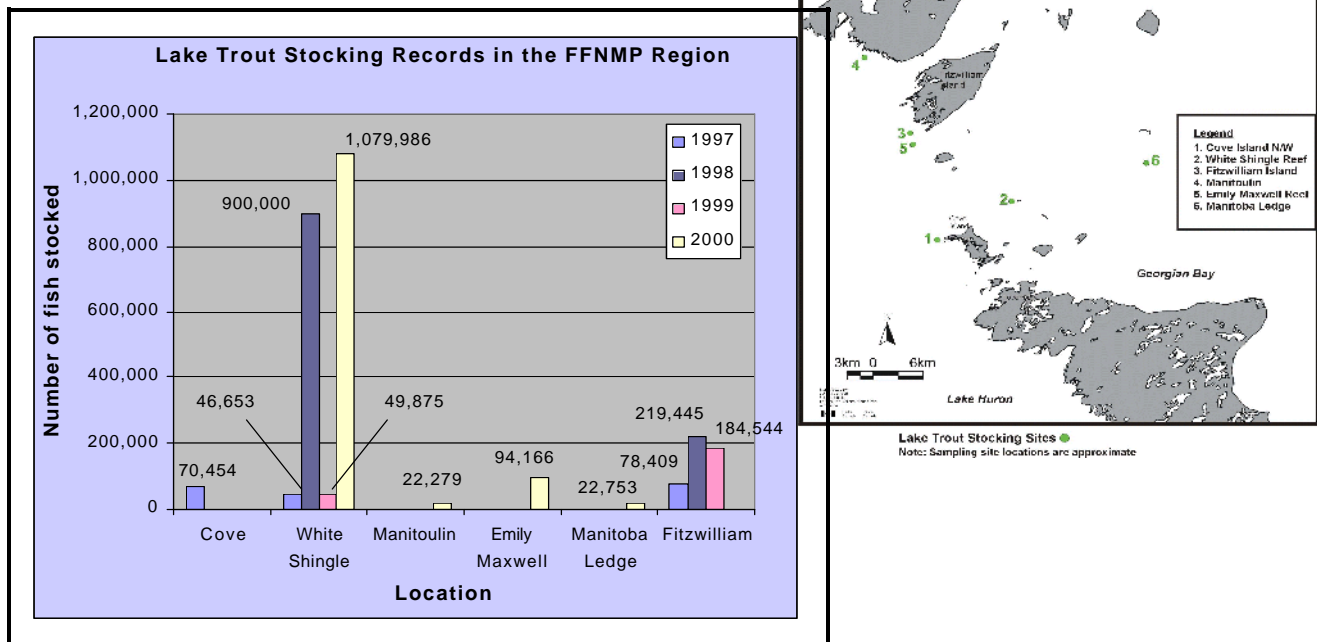 Lake Trout Stocking Records in the FFNMP Region
Number of fish stocked
1,200,000
1,000,000
800,000
600,000
400,000
200,000
0
1997
1998
1999
2000
70,454
46,653
900,000
49,875
1,079,986
22,279
94,166
22,753
78,409
219,445
184,544
Cove
White
Shingle
Manitoulin
Emily
Maxwell
Manitoba
Ledge
Fitzwilliam
Location
4
3
5
6
2
1
Fitzwilliam
Island
Legend
1. Cove Island N/W
2. White Shingle Reef
3. Fitzwilliam Island
4. Manitoulin
5. Emily Maxwell Reef
6. Manitoba Ledge
Georgian Bay
3km 0 6km
Lake Huron
Lake Trout Stocking Sites
Note: Sampling site locations are approximate